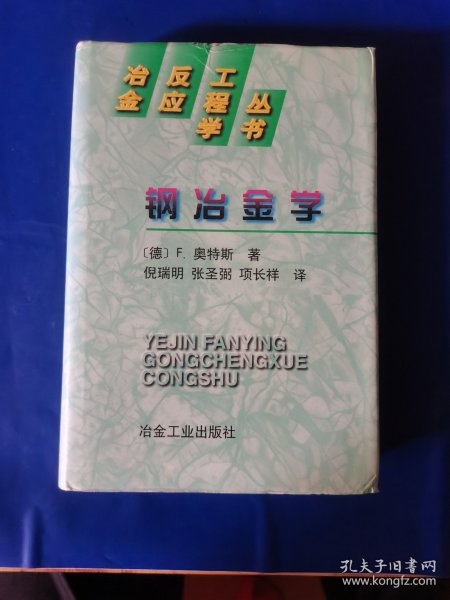 冶金反应工程学丛书
钢冶金学
〔德〕 F. 奥特斯 著
倪瑞明 张圣弼 项长祥 译
YEJIN FANYING
GONGCHENGXUE
CONGSHU
冶金工业出版社
孔夫子旧书网
www.kongfz.com